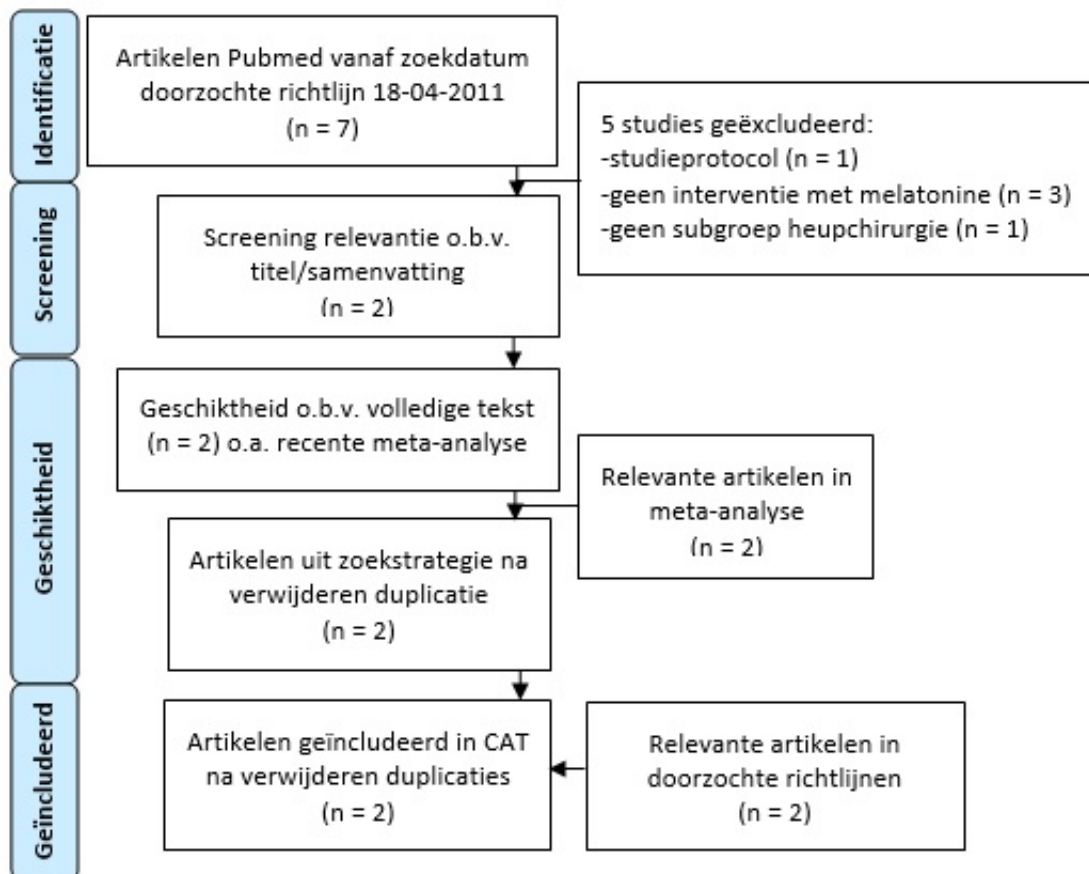 Identificatie
Artikelen Pubmed vanaf zoekdatum
doorzochte richtlijn 18-04-2011
(n = 7)
5 studies geëxcludeerd:
-studieprotocol (n = 1)
-geen interventie met melatonine (n = 3)
-geen subgroep heupchirurgie (n = 1)
Screening
Screening relevantie o.b.v.
titel/samenvatting
(n = 2)
Geschiktheid
Geschiktheid o.b.v. volledige tekst
(n = 2) o.a. recente meta-analyse
Relevante artikelen in
meta-analyse
(n = 2)
Artikelen uit zoekstrategie na
verwijderen duplicatie
(n = 2)
Geïncludeerd
Artikelen geïncludeerd in CAT
na verwijderen duplicaties
(n = 2)
Relevante artikelen in
doorzochte richtlijnen
(n = 2)